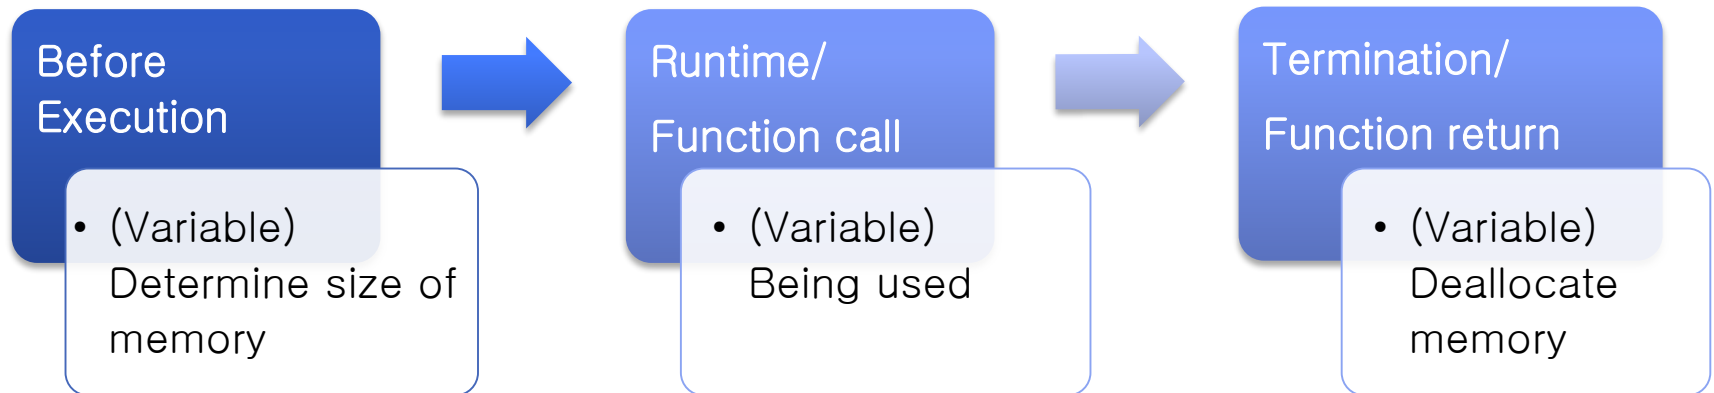 Before
Execution
• (Variable)
Determine size of
memory
Runtime/
Function call
• (Variable)
Being used
Termination/
Function return
• (Variable)
Deallocate
memory